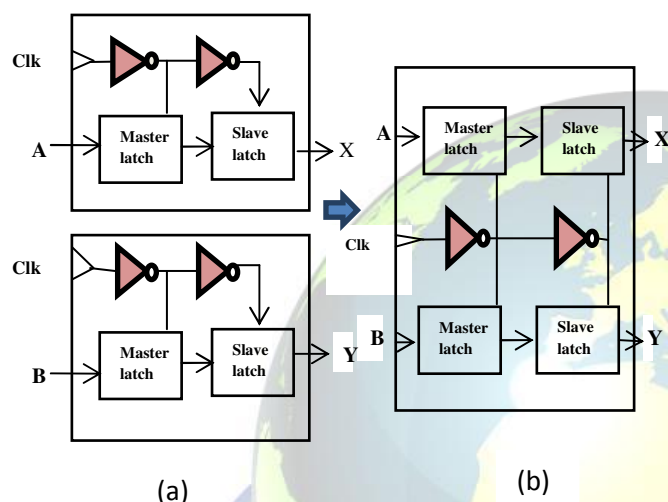 Clk
A
Master
latch
Slave
latch
X
Clk
B
Master
latch
Slave
latch
Y
(a)
A
Master
latch
Slave
latch
X
Clk
B
Master
latch
Slave
latch
Y
(b)